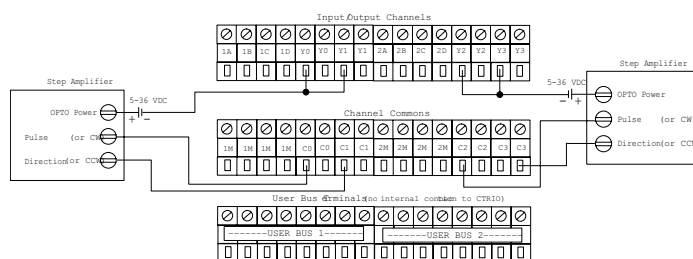 Input/Output Channels
1A 1B 1C 1D Y0 Y0 Y1 Y1 2A 2B 2C 2D Y2 Y2 Y3 Y3
Step Amplifier
OPTO Power
Pulse (or CW)
Direction (or CCW)
5-36 VDC
+ −
Channel Commons
1M 1M 1M 1M C0 C0 C1 C1 2M 2M 2M 2M C2 C2 C3 C3
5-36 VDC
− +
Step Amplifier
OPTO Power
Pulse (or CW
Direction (or CCW
User Bus Terminals (no internal to CTRIO)
-------USER BUS 1-------
-------USER BUS 2-------